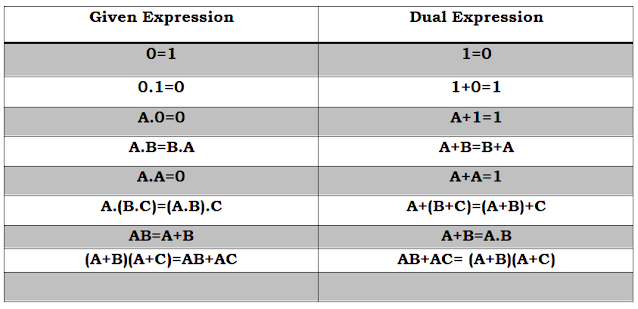 Given Expression Dual Expression
0=1 1=0
0.1=0 1+0=1
A.0=0 A+1=1
A.B=B.A A+B=B+A
A.A=0 A+A=1
A.(B.C)=(A.B).C A+(B+C)=(A+B)+C
AB=A+B A+B=A.B
(A+B)(A+C)=AB+AC AB+AC= (A+B)(A+C)